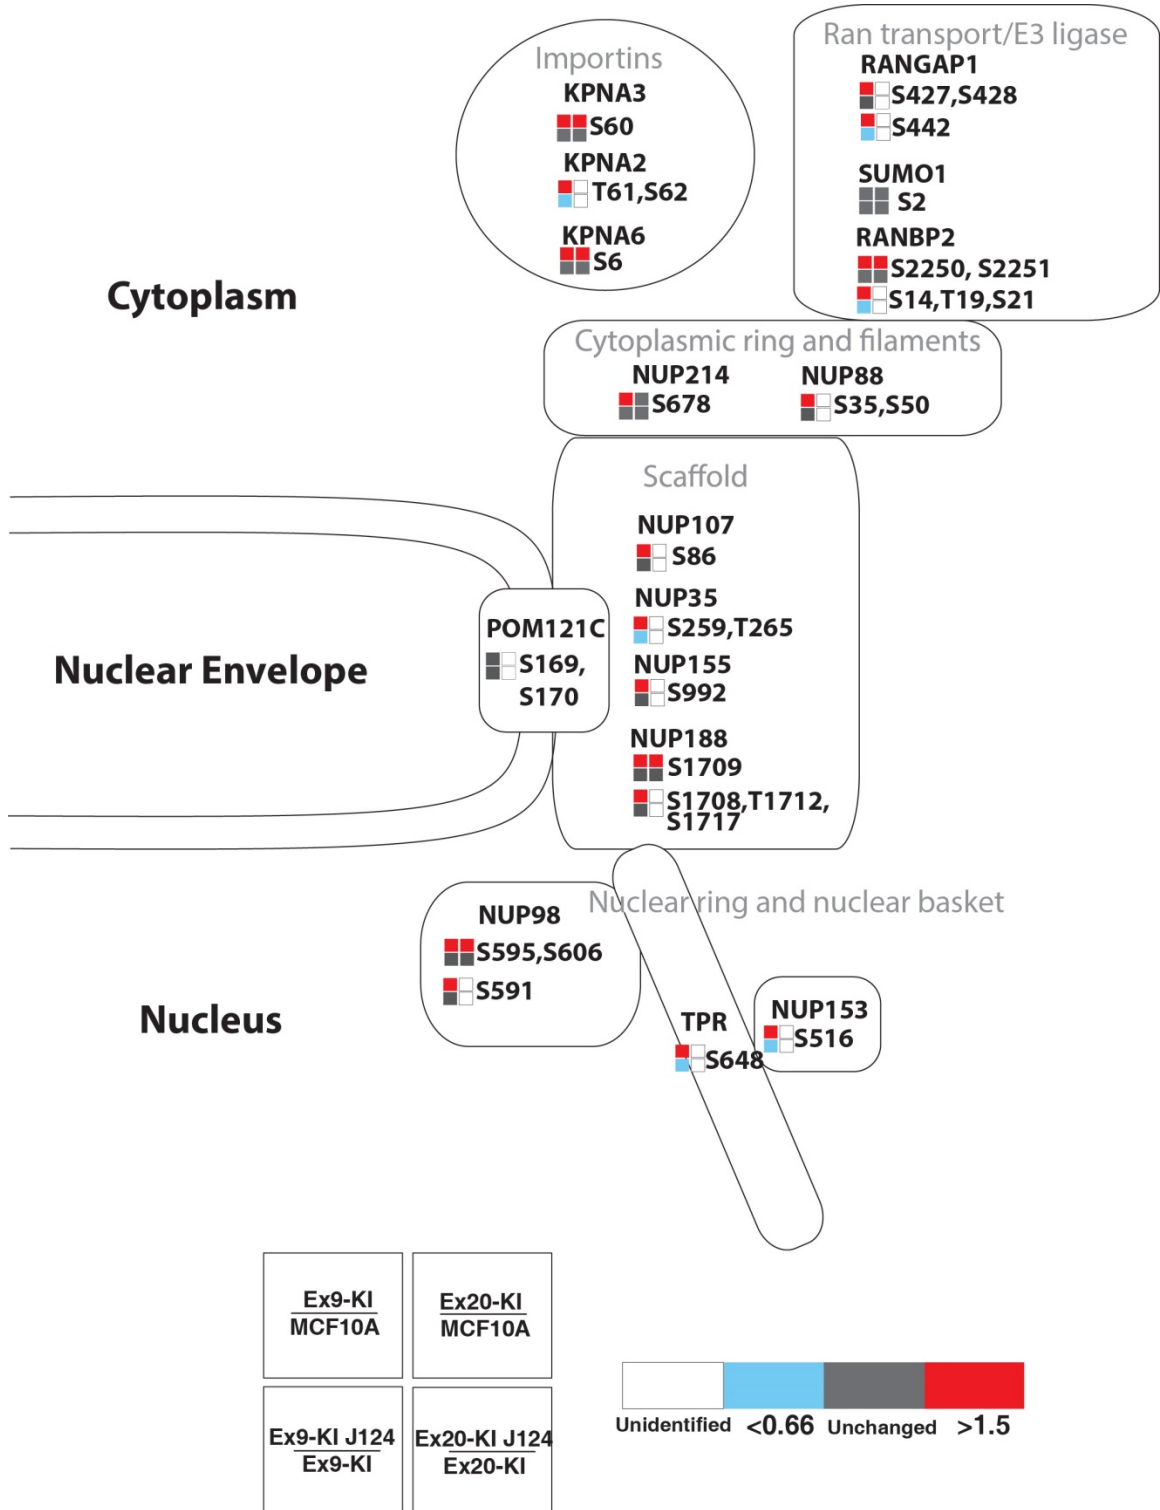 Importins
KPNA3
S60
KPNA2
T61,S62
KPNA6
S6
Ran transport/E3 ligase
RANGAP1
S427,S428
S442
SUMO1
S2
RANBP2
S2250, S2251
S14,T19,S21
Cytoplasm
Cytoplasmic ring and filaments
NUP214
S678
NUP88
S35,S50
Scaffold
NUP107
S86
NUP35
S259,T265
NUP155
S992
NUP188
S1709
S1708,T1712,
S1717
POM121C
S169,
S170
Nuclear Envelope
Nuclear ring and nuclear basket
NUP98
S595,S606
S591
Nucleus
TPR
S648
NUP153
S516
Ex9-KI
MCF10A
Ex20-KI
MCF10A
Ex9-KI J124
Ex9-KI
Ex20-KI J124
Ex20-KI
Unidentified <0.66 Unchanged >1.5